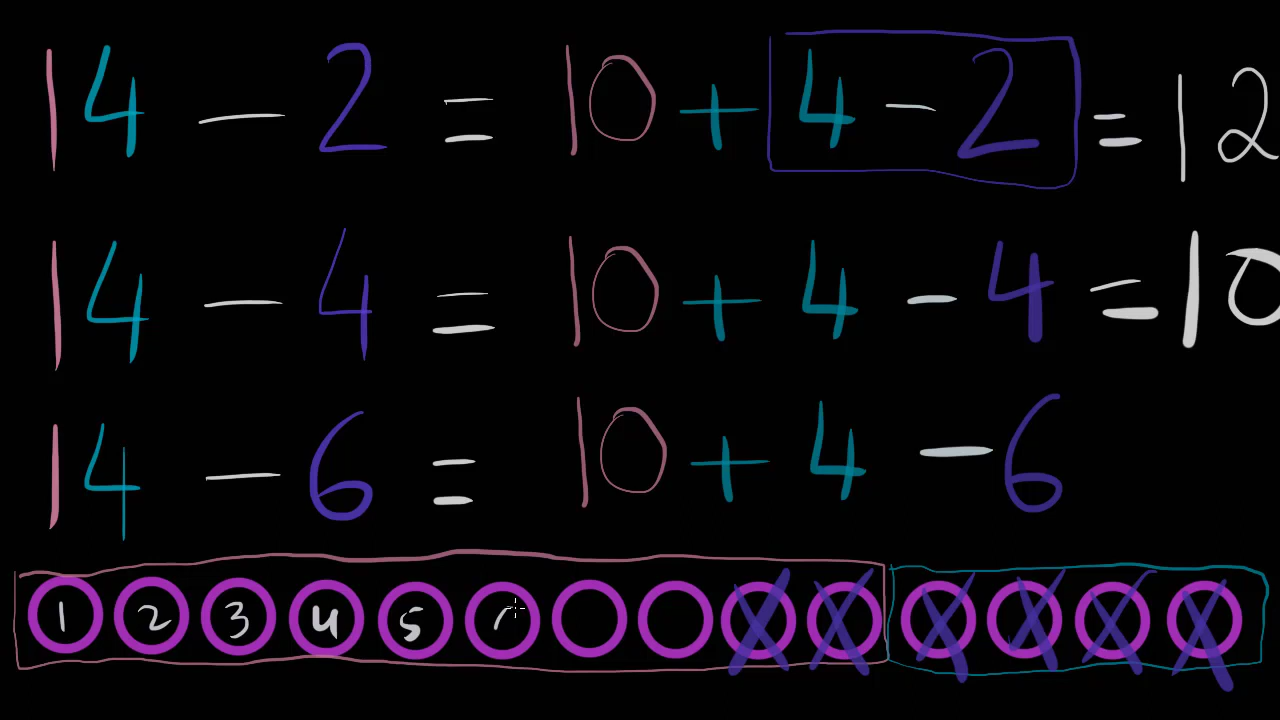 14 - 2 = 10 + 4 - 2 = 12
14 - 4 = 10 + 4 - 4 = 10
14 - 6 = 10 + 4 - 6
1 2 3 4 5